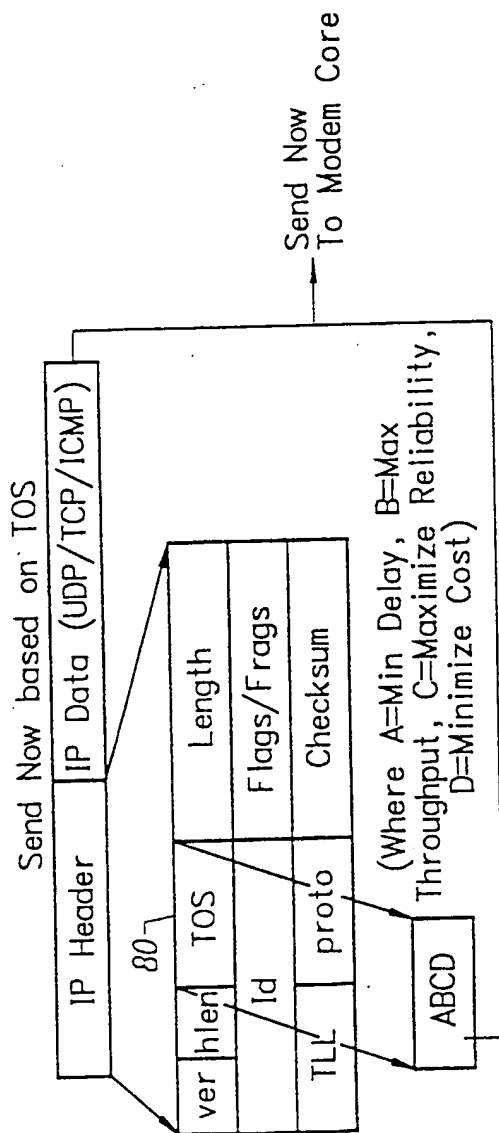 Send Now based on TOS
IP Header
IP Data (UDP/TCP/ICMP)
80
ver
hlen
TOS
Length
Id
Flags/Frags
TLL
proto
Checksum
ABCD
(Where A=Min Delay, B=Max
Throughput, C=Maximize Reliability,
D=Minimize Cost)
Send Now
To Modem Core